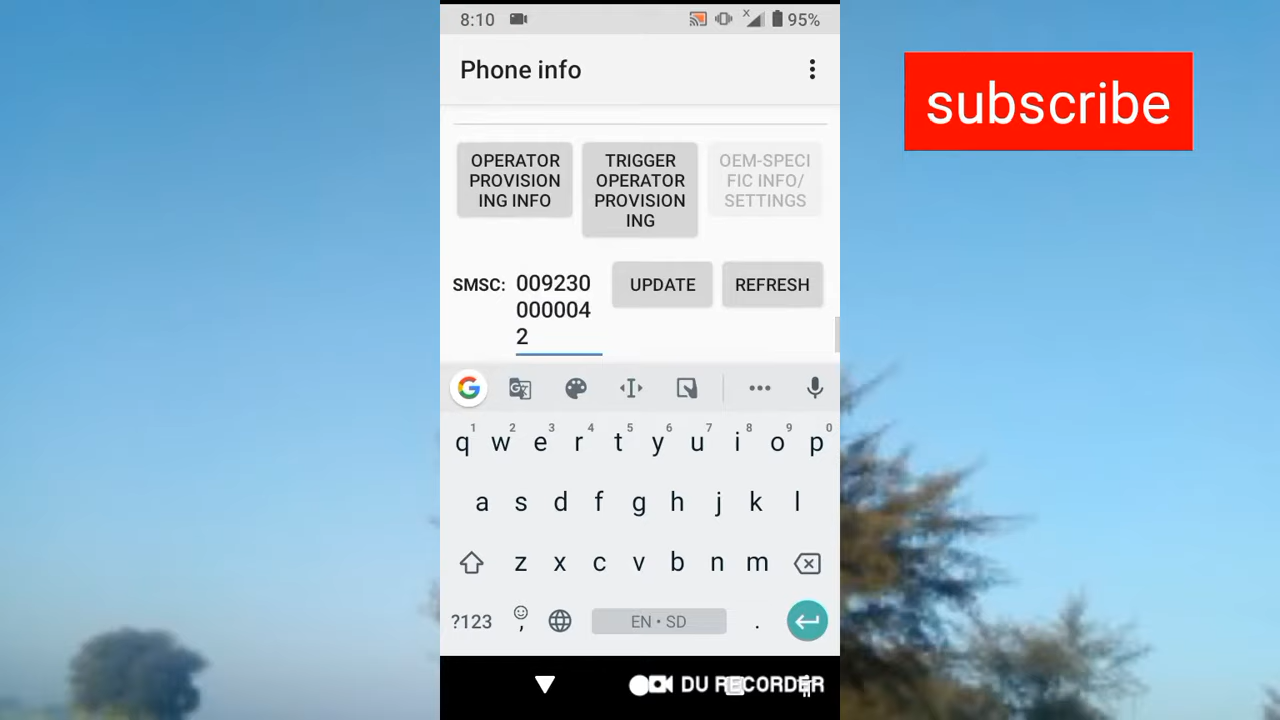 8:10
x
95%
Phone info
subscribe
OPERATOR
PROVISION
ING INFO
TRIGGER
OPERATOR
PROVISION
ING
OEM-SPECI
FIC INFO/
SETTINGS
SMSC:
009230
000004
2
UPDATE
REFRESH
G
1 2 3 4 5 6 7 8 9 0
q w e r t y u i o p
a s d f g h j k l
z x c v b n m
?123 , EN • SD .
DU RECORDER